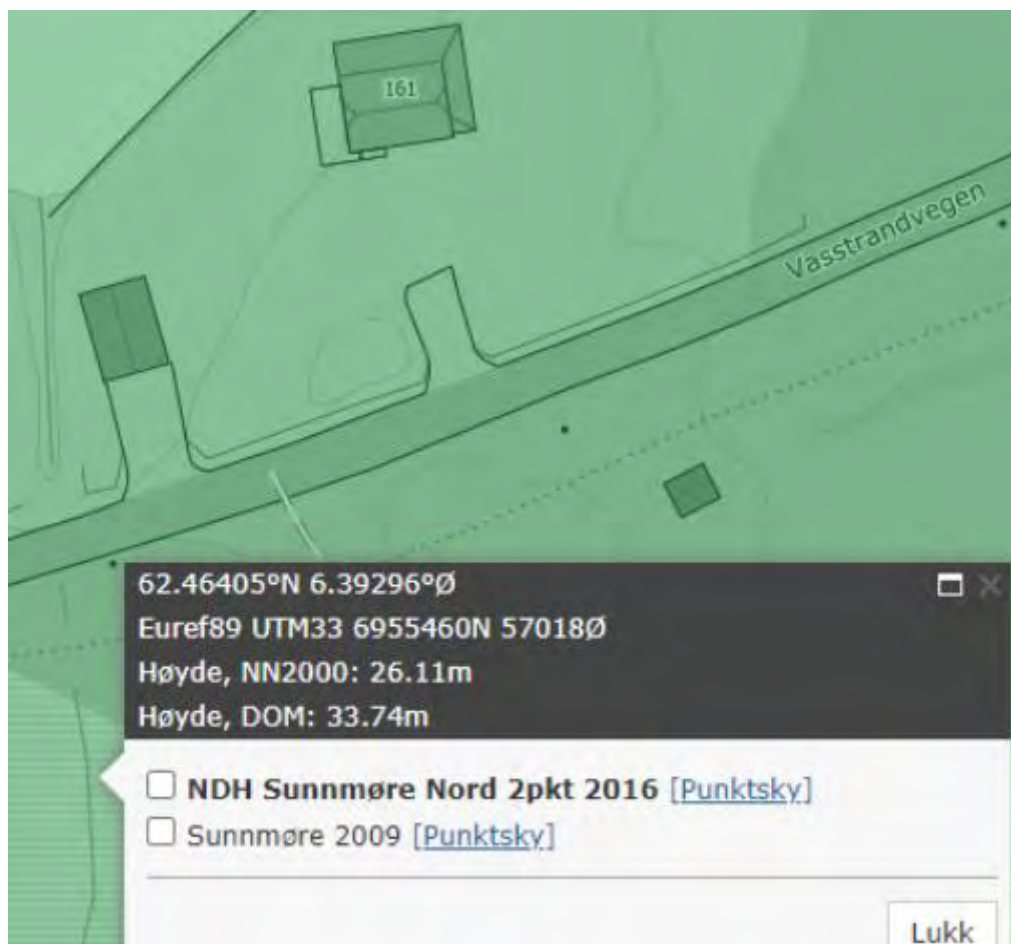 161
Vasstrandvegen
62.46405°N 6.39296°Ø
Euref89 UTM33 6955460N 57018Ø
Høyde, NN2000: 26.11m
Høyde, DOM: 33.74m
NDH Sunnmøre Nord 2pkt 2016 [Punktsky]
Sunnmøre 2009 [Punktsky]
Lukk